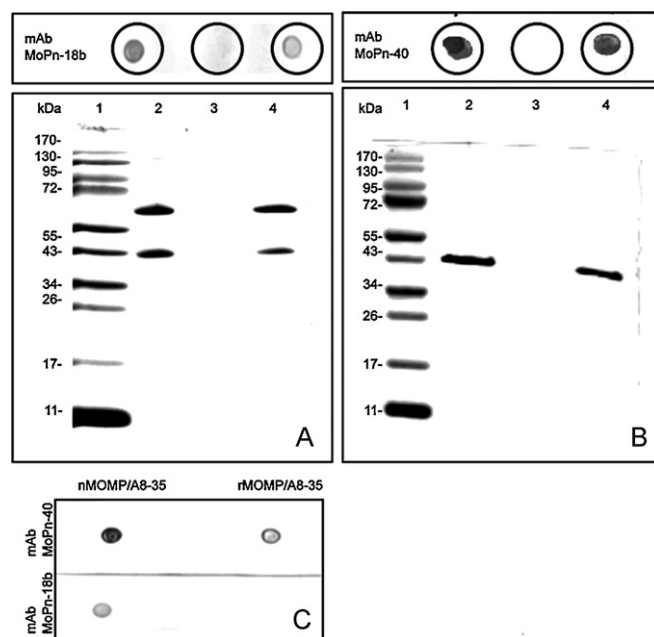 mAb
MoPn-18b
kDa 1 2 3 4
170-
130-
95-
72-
55-
43-
34-
26-
17-
11-
A
mAb
MoPn-40
kDa 1 2 3 4
170-
130-
95-
72-
55-
43-
34-
26-
17-
11-
B
nMOMP/A8-35 rMOMP/A8-35
mAb
MoPn-40
mAb
MoPn-18b
C